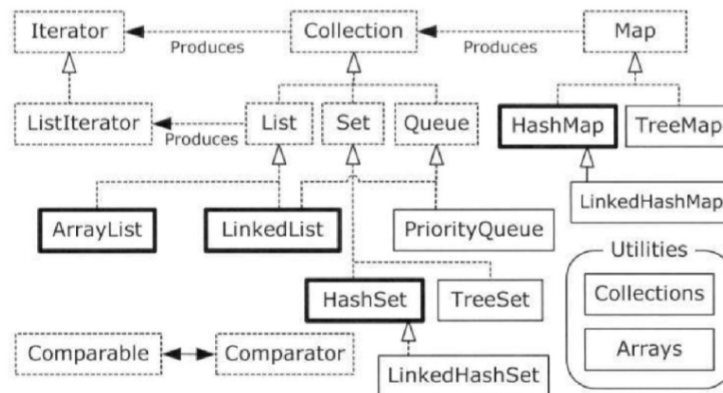 Iterator
Collection
Map
Produces
Produces
ListIterator
Produces
List
Set
Queue
HashMap
TreeMap
ArrayList
LinkedList
PriorityQueue
LinkedHashMap
Utilities
HashSet
TreeSet
Collections
Comparable
Comparator
Arrays
LinkedHashSet